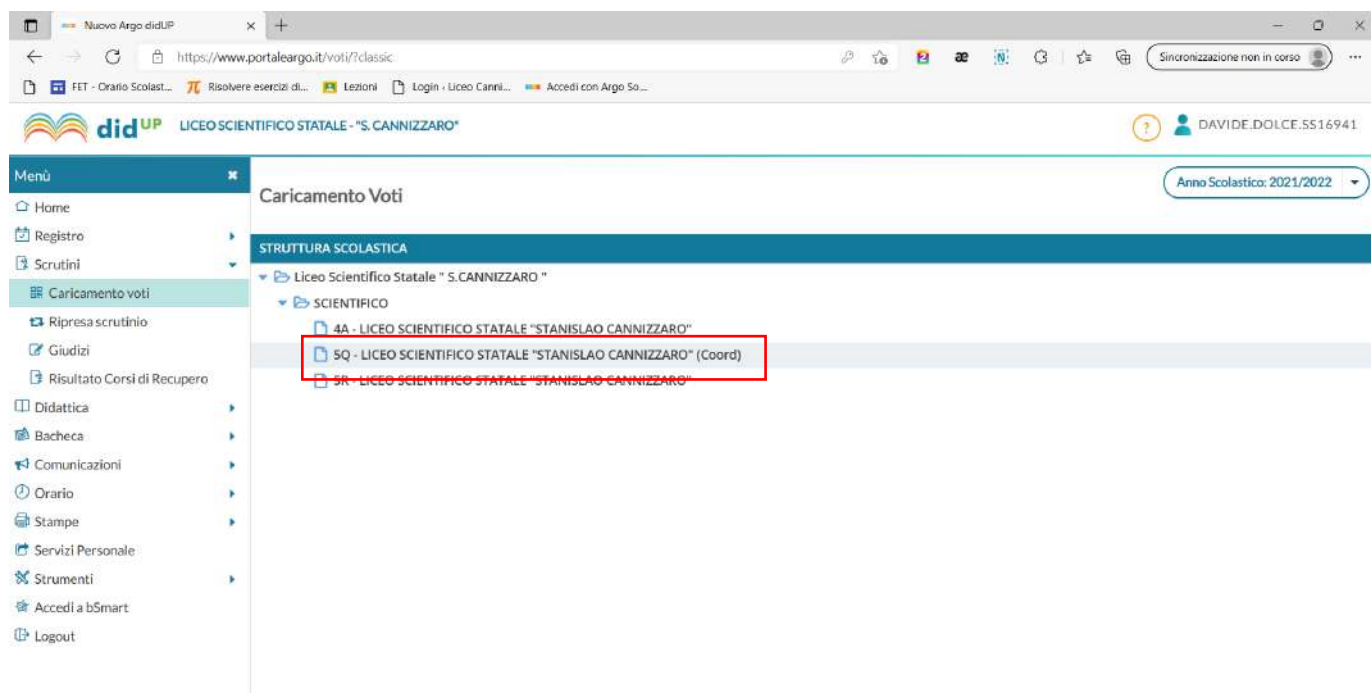 Nuovo Argo didUP
https://www.portaleargo.it/voti/?classic
Sincronizzazione non in corso
FET - Orario Scolast... Risolvere esercizi di... Lezioni Login ‹ Liceo Canni... Accedi con Argo So...
didUP LICEO SCIENTIFICO STATALE - "S. CANNIZZARO"
? DAVIDE.DOLCE.SS16941
Menù
Home
Registro
Scrutini
Caricamento voti
Ripresa scrutinio
Giudizi
Risultato Corsi di Recupero
Didattica
Bacheca
Comunicazioni
Orario
Stampe
Servizi Personale
Strumenti
Accedi a bSmart
Logout
Caricamento Voti
Anno Scolastico: 2021/2022
STRUTTURA SCOLASTICA
Liceo Scientifico Statale " S.CANNIZZARO "
SCIENTIFICO
4A - LICEO SCIENTIFICO STATALE "STANISLAO CANNIZZARO"
5Q - LICEO SCIENTIFICO STATALE "STANISLAO CANNIZZARO" (Coord)
5R - LICEO SCIENTIFICO STATALE "STANISLAO CANNIZZARO"